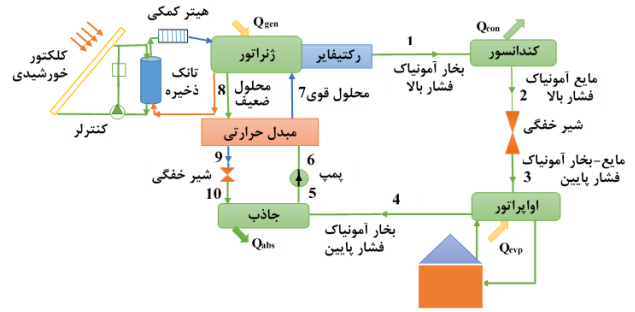 هیتر کمکی
Qgen
ژنراتور
رکتیفایر
1
بخار آمونیاک
فشار بالا
Qcon
کندانسور
2
مایع آمونیاک
فشار بالا
شیر خفگی
3
مایع-بخار آمونیاک
فشار پایین
اواپراتور
Qevp
4
بخار آمونیاک
فشار پایین
کلکتور
خورشیدی
تانک
ذخیره
کنترلر
8
محلول
ضعیف
7
محلول قوی
مبدل حرارتی
9
6
پمپ
5
شیر خفگی
10
جاذب
Qabs